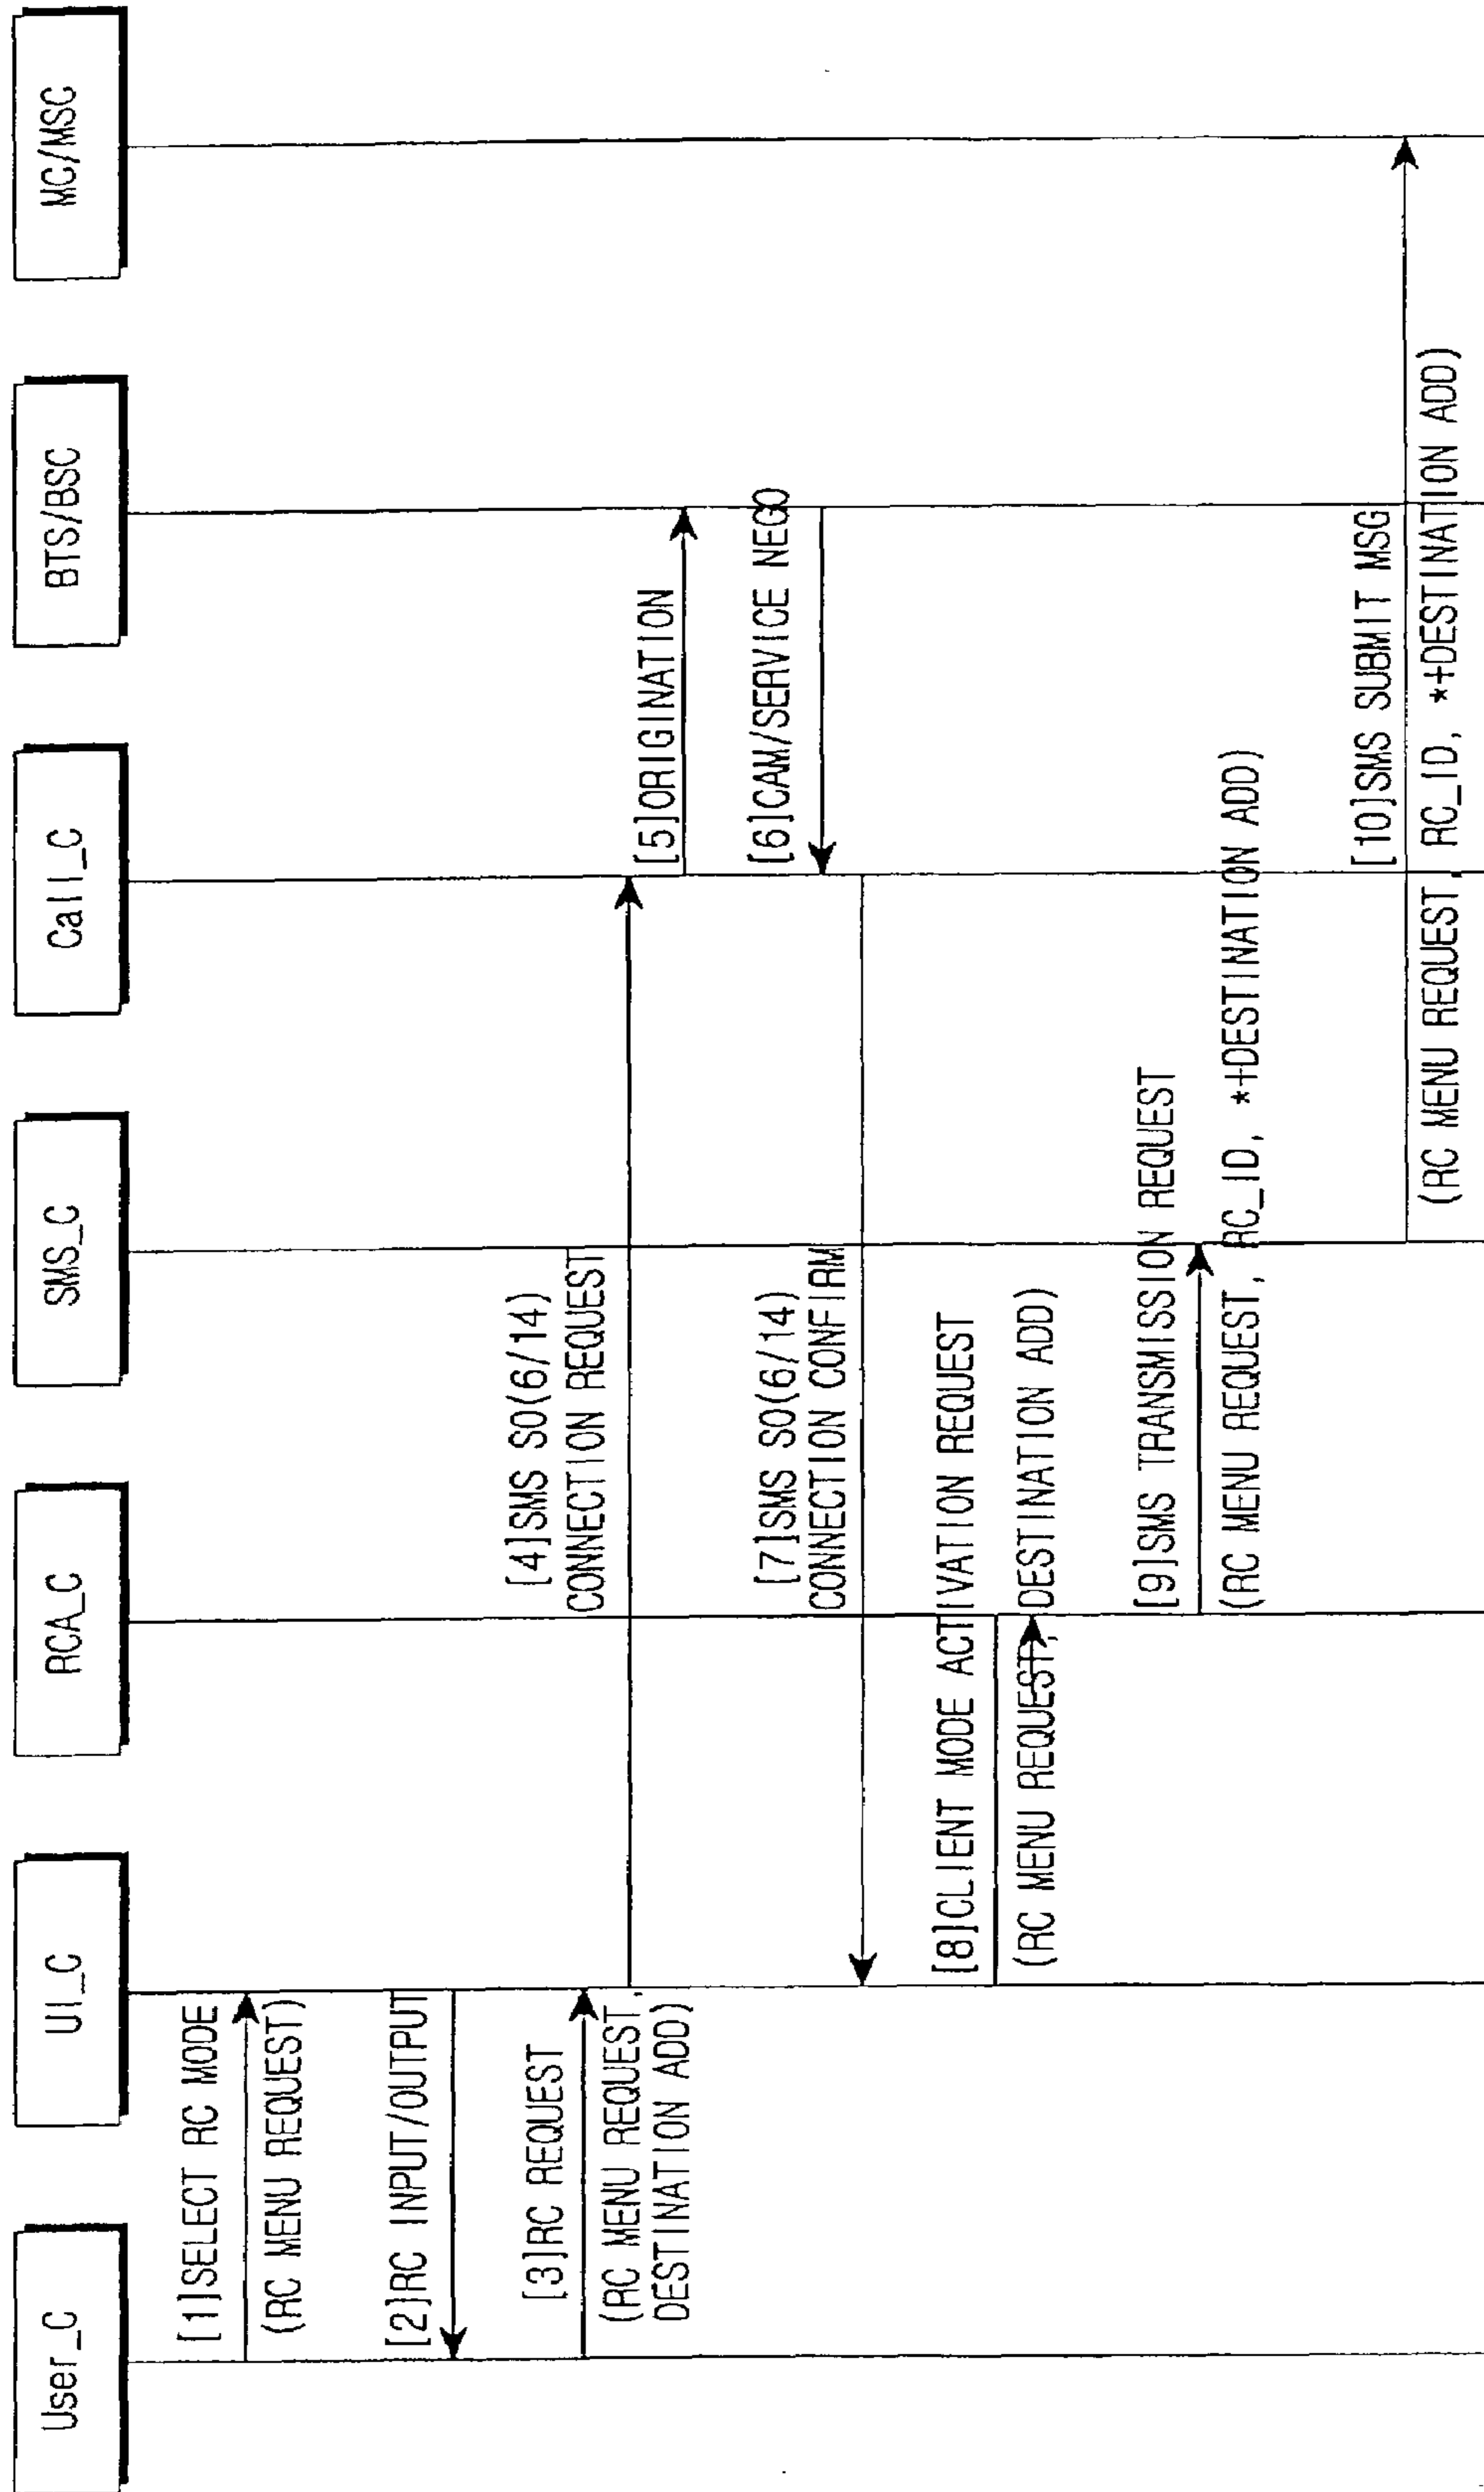 User_C
UI_C
RCA_C
SMS_C
Call_C
BTS/BSC
MC/MSC
[1]SELECT RC MODE
(RC MENU REQUEST)
[2]RC INPUT/OUTPUT
[3]RC REQUEST
(RC MENU REQUEST,
DESTINATION ADD)
[4]SMS SO(6/14)
CONNECTION REQUEST
[5]ORIGINATION
[6]CAM/SERVICE NEGO
[7]SMS SO(6/14)
CONNECTION CONFIRM
[8]CLIENT MODE ACTIVATION REQUEST
(RC MENU REQUEST, DESTINATION ADD)
[9]SMS TRANSMISSION REQUEST
(RC MENU REQUEST, RC_ID, *+DESTINATION ADD)
[10]SMS SUBMIT MSG
(RC MENU REQUEST, RC_ID, *+DESTINATION ADD)